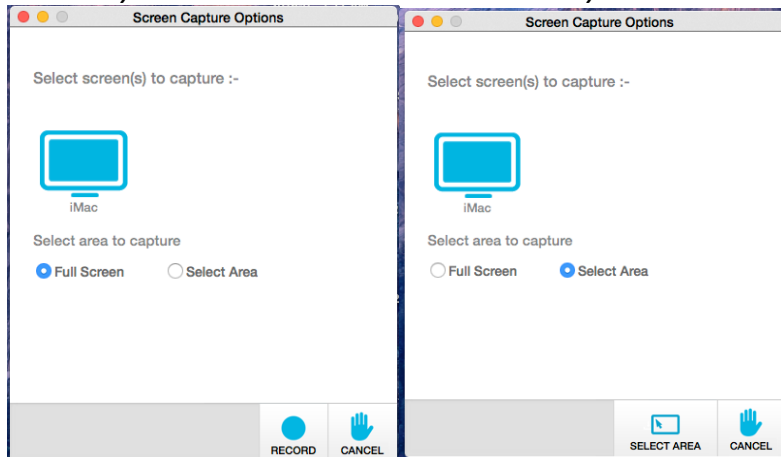 Screen Capture Options
Select screen(s) to capture :-
iMac
Select area to capture
Full Screen Select Area
RECORD CANCEL
Screen Capture Options
Select screen(s) to capture :-
iMac
Select area to capture
Full Screen Select Area
SELECT AREA CANCEL